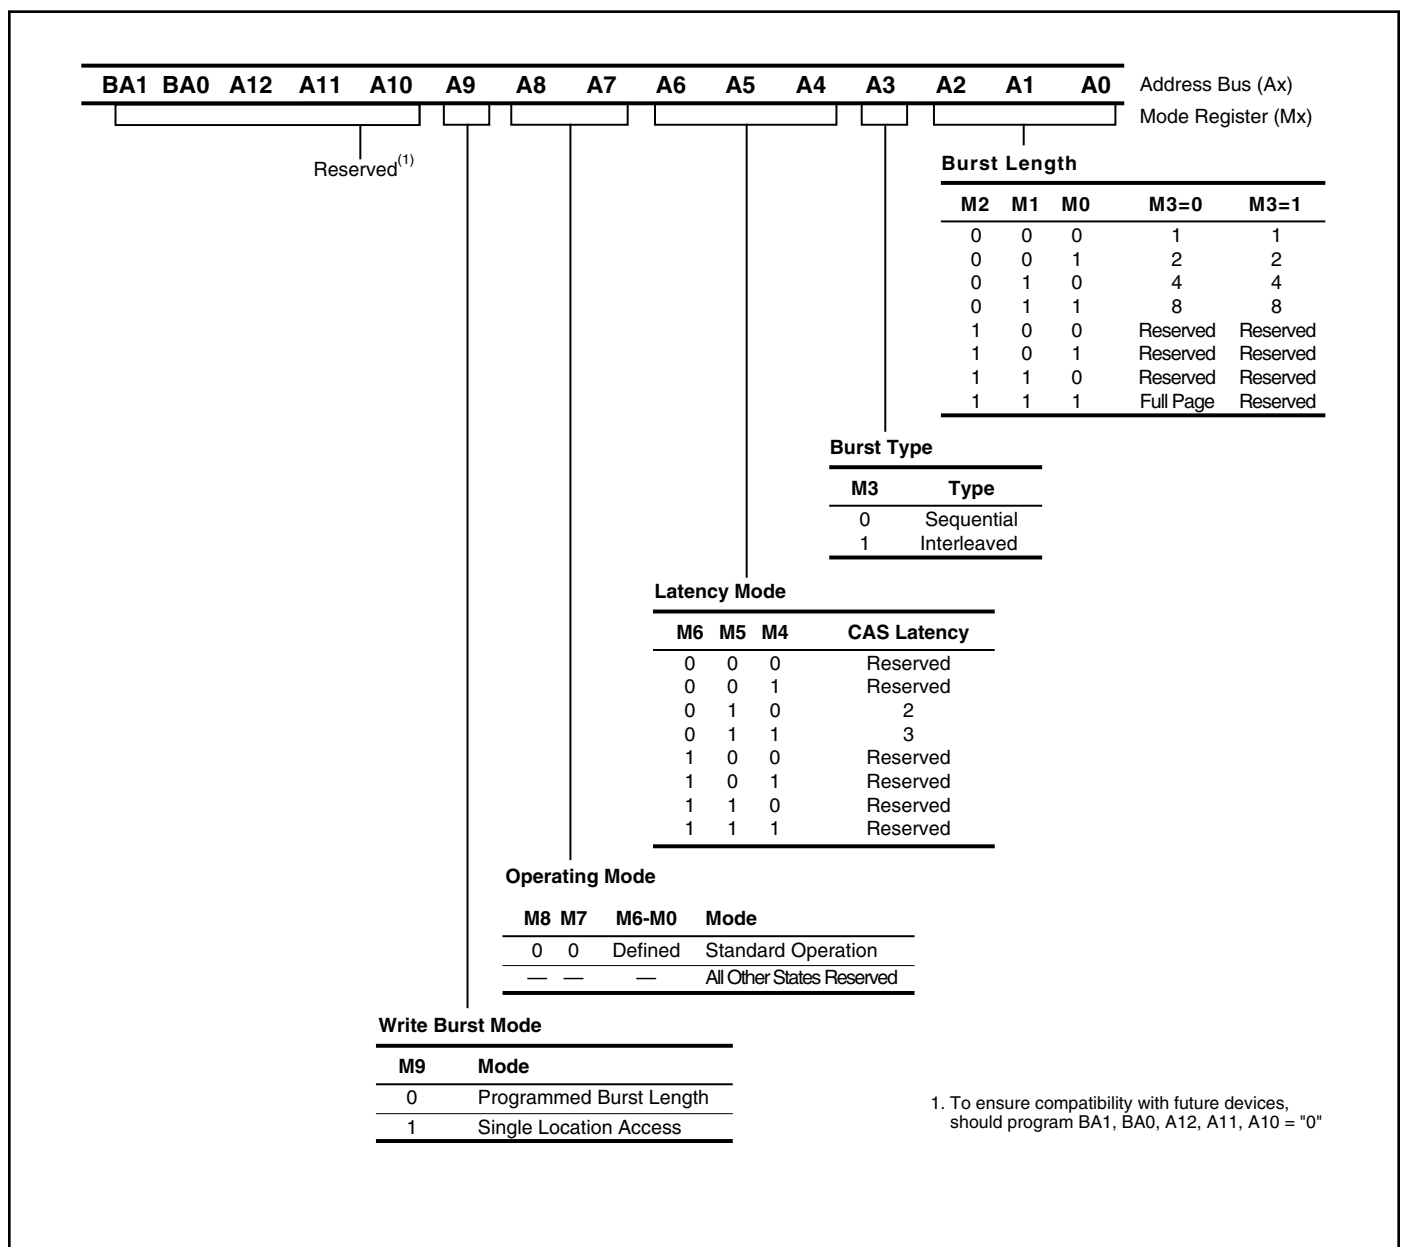 BA1 BA0 A12 A11 A10 A9 A8 A7 A6 A5 A4 A3 A2 A1 A0 Address Bus (Ax)
Mode Register (Mx)
Reserved(1)
Burst Length
M2 M1 M0 M3=0 M3=1
0 0 0 1 1
0 0 1 2 2
0 1 0 4 4
0 1 1 8 8
1 0 0 Reserved Reserved
1 0 1 Reserved Reserved
1 1 0 Reserved Reserved
1 1 1 Full Page Reserved
Burst Type
M3 Type
0 Sequential
1 Interleaved
Latency Mode
M6 M5 M4 CAS Latency
0 0 0 Reserved
0 0 1 Reserved
0 1 0 2
0 1 1 3
1 0 0 Reserved
1 0 1 Reserved
1 1 0 Reserved
1 1 1 Reserved
Operating Mode
M8 M7 M6-M0 Mode
0 0 Defined Standard Operation
— — — All Other States Reserved
Write Burst Mode
M9 Mode
0 Programmed Burst Length
1 Single Location Access
1. To ensure compatibility with future devices,
should program BA1, BA0, A12, A11, A10 = "0"